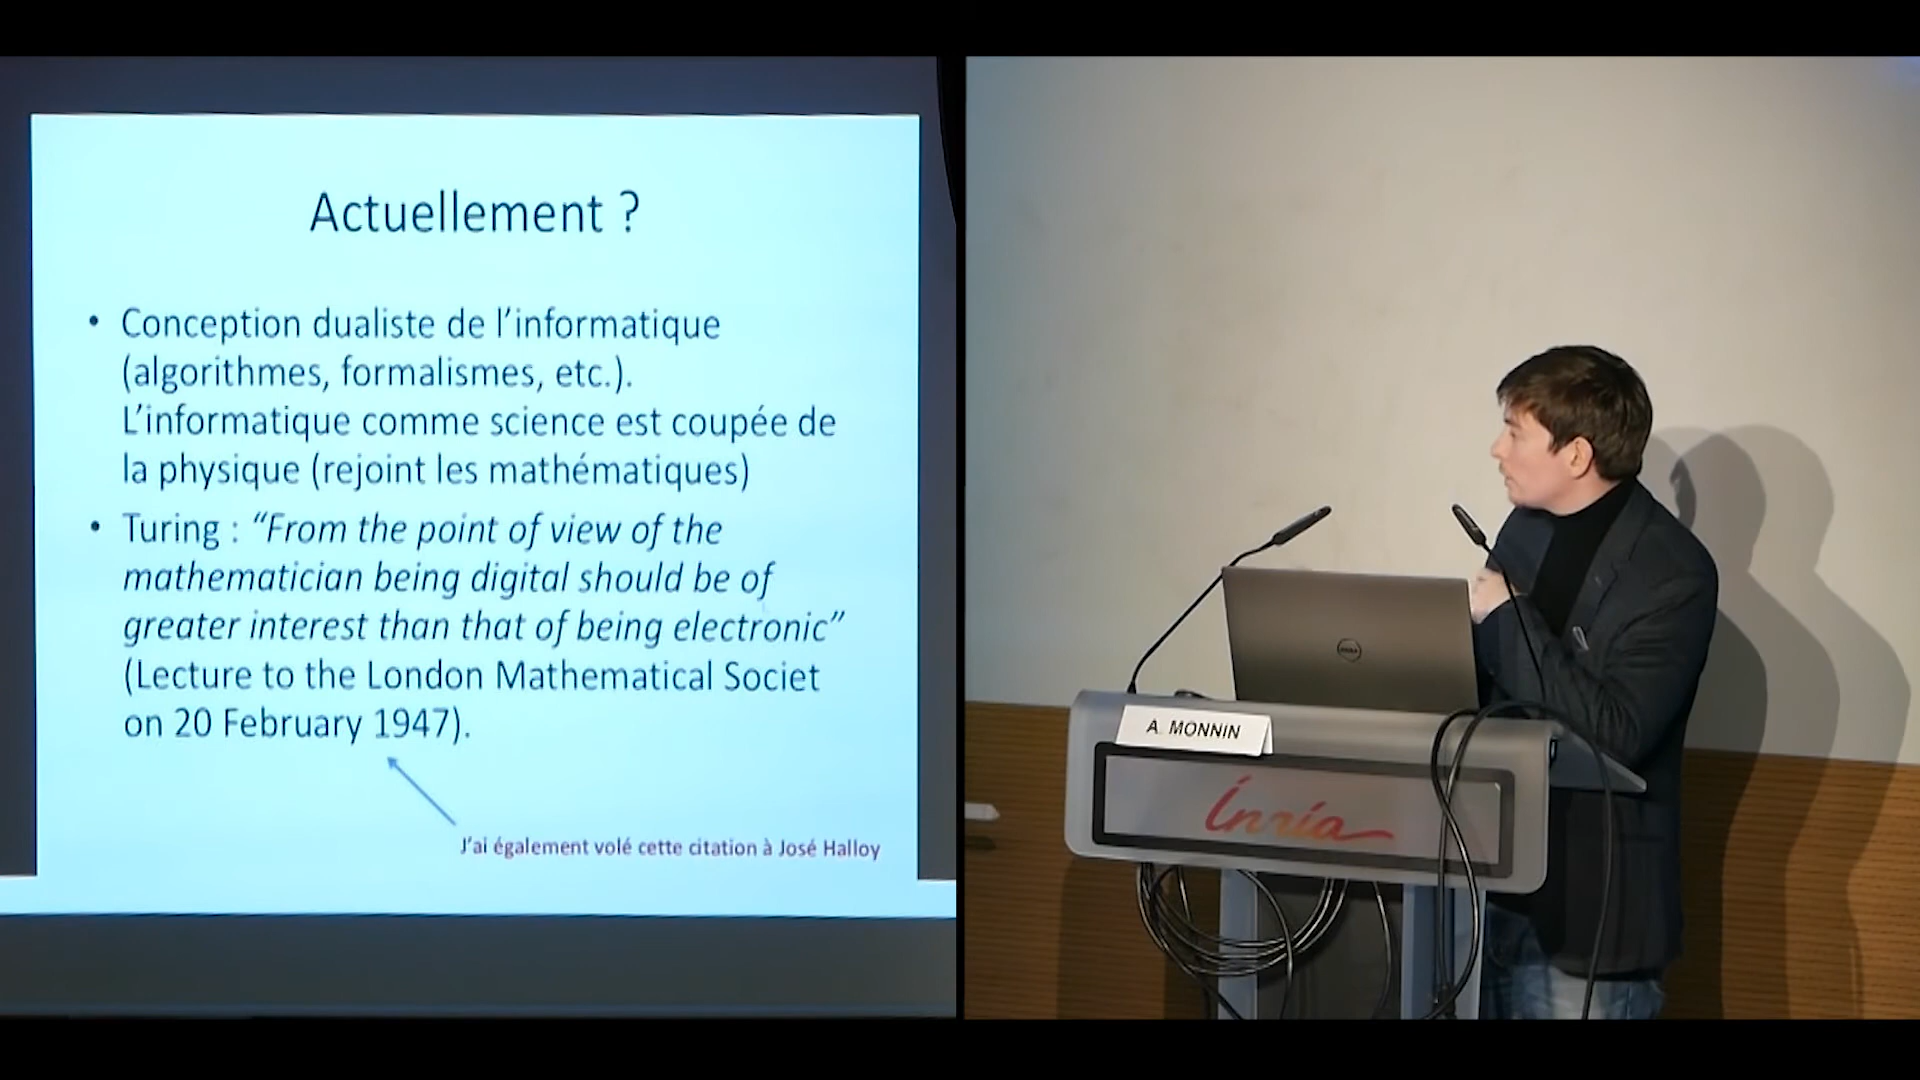 Actuellement ?
• Conception dualiste de l’informatique
(algorithmes, formalismes, etc.).
L’informatique comme science est coupée de
la physique (rejoint les mathématiques)
• Turing : “From the point of view of the
mathematician being digital should be of
greater interest than that of being electronic”
(Lecture to the London Mathematical Societ
on 20 February 1947).
J’ai également volé cette citation à José Halloy
DELL
A. MONNIN
Inria